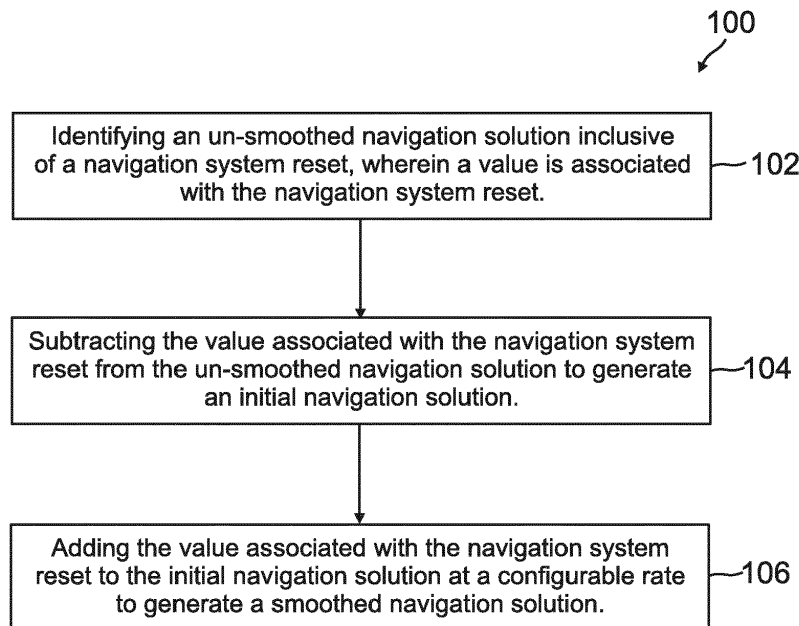 100
Identifying an un-smoothed navigation solution inclusive
of a navigation system reset, wherein a value is associated
with the navigation system reset.
102
Subtracting the value associated with the navigation system
reset from the un-smoothed navigation solution to generate
an initial navigation solution.
104
Adding the value associated with the navigation system
reset to the initial navigation solution at a configurable rate
to generate a smoothed navigation solution.
106